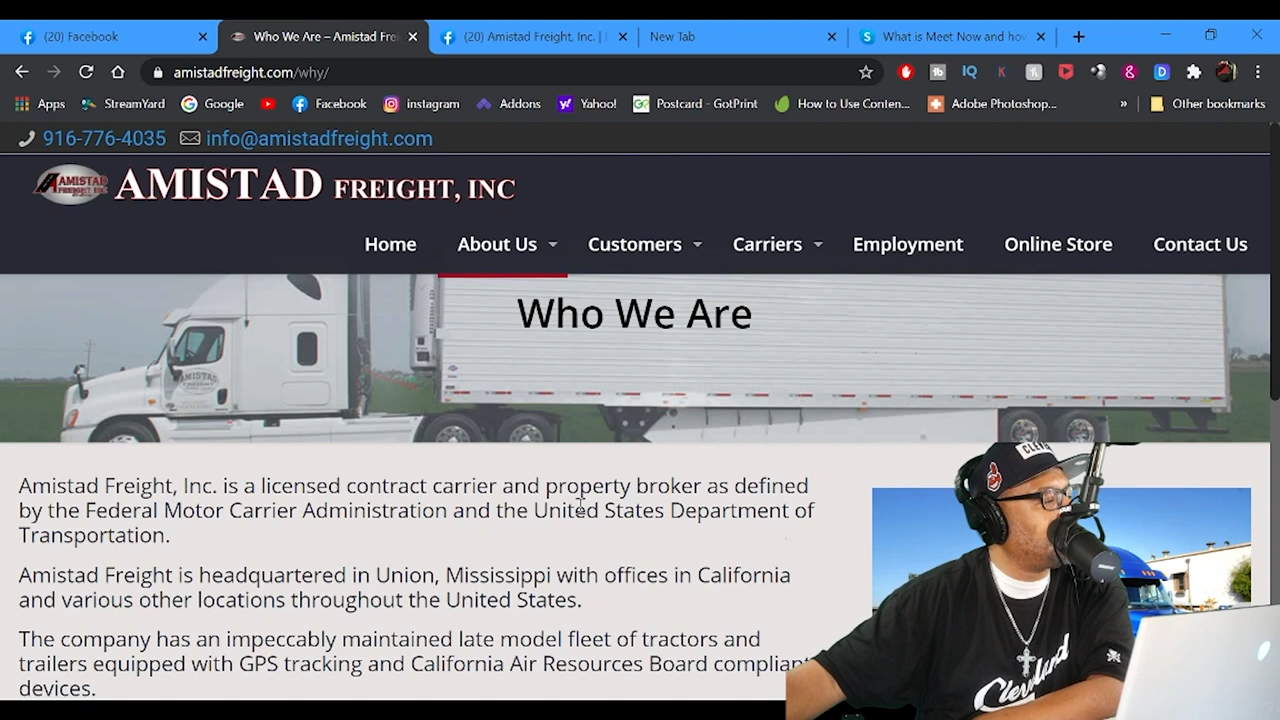 (20) Facebook
Who We Are – Amistad Frei
(20) Amistad Freight, Inc. |
New Tab
What is Meet Now and how
amistadfreight.com/why/
Apps
StreamYard
Google
Facebook
instagram
Addons
Yahoo!
Postcard - GotPrint
How to Use Conten...
Adobe Photoshop...
»
Other bookmarks
916-776-4035
info@amistadfreight.com
AMISTAD
AMISTAD FREIGHT, INC
Home
About Us
Customers
Carriers
Employment
Online Store
Contact Us
Who We Are
AMISTAD
Amistad Freight, Inc. is a licensed contract carrier and property broker as defined
by the Federal Motor Carrier Administration and the United States Department of
Transportation.
Amistad Freight is headquartered in Union, Mississippi with offices in California
and various other locations throughout the United States.
The company has an impeccably maintained late model fleet of tractors and
trailers equipped with GPS tracking and California Air Resources Board compliant
devices.
CLEVE
Cleveland